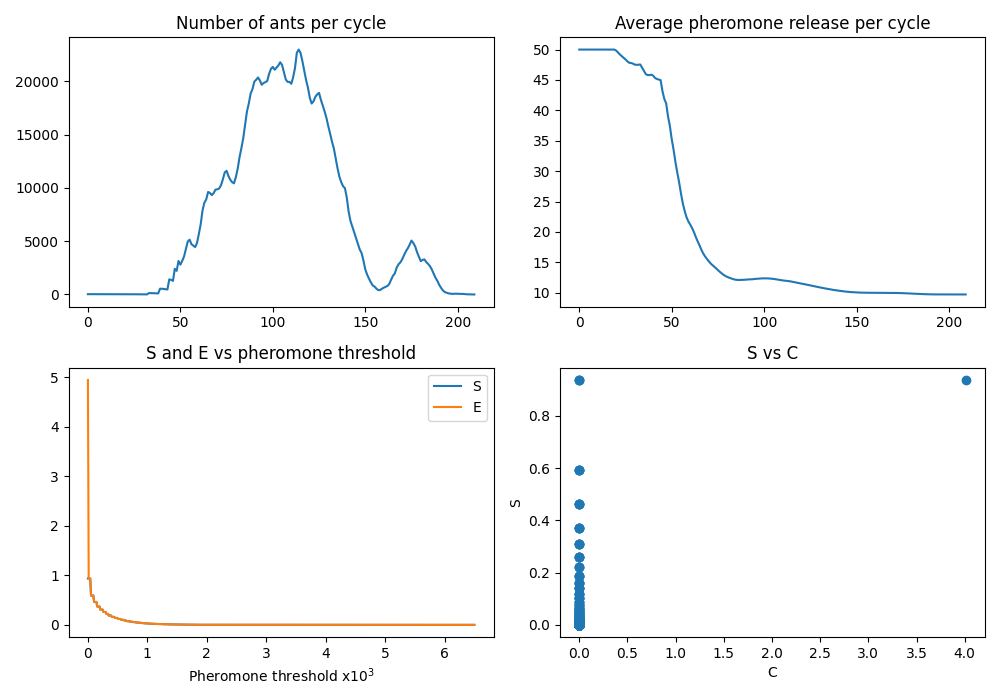 Number of ants per cycle
20000
15000
10000
5000
0
0 50 100 150 200
Average pheromone release per cycle
50
45
40
35
30
25
20
15
10
0 50 100 150 200
S and E vs pheromone threshold
5
4
3
2
1
0
S
E
0 1 2 3 4 5 6
Pheromone threshold x10³
S vs C
S
0.8
0.6
0.4
0.2
0.0
0.0 0.5 1.0 1.5 2.0 2.5 3.0 3.5 4.0
C